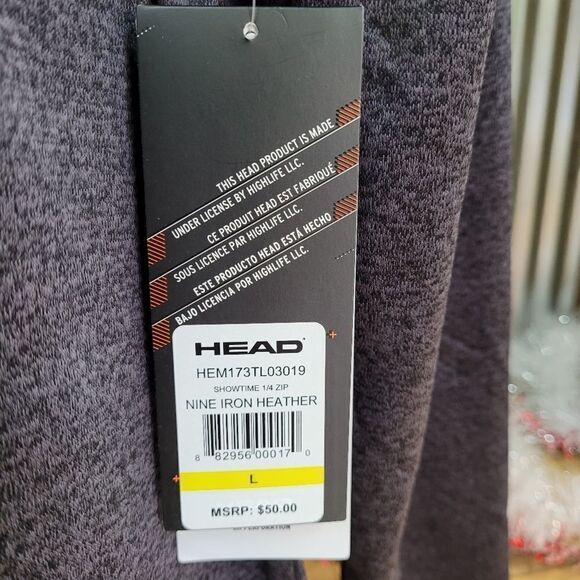 THIS HEAD PRODUCT IS MADE
UNDER LICENSE BY HIGHLIFE LLC.
CE PRODUIT HEAD EST FABRIQUÉ
SOUS LICENCE PAR HIGHLIFE LLC.
ESTE PRODUCTO HEAD ESTÁ HECHO
BAJO LICENCIA POR HIGHLIFE LLC.
HEAD
HEM173TL03019
SHOWTIME 1/4 ZIP
NINE IRON HEATHER
8 82956 00017 0
L
MSRP: $50.00